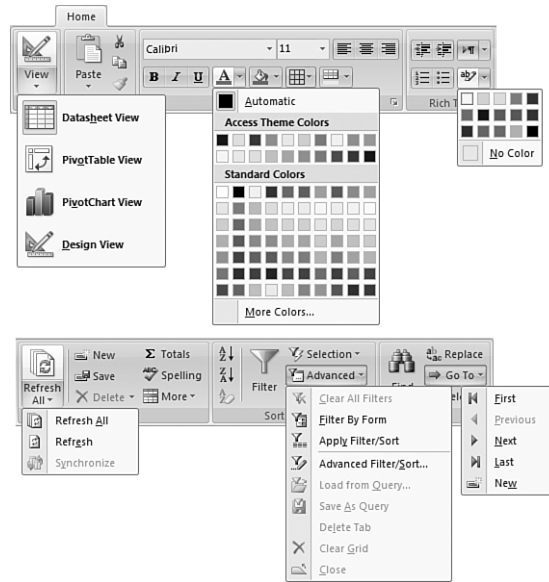 Home
Calibri 11
View Paste B I U A
Rich T
Datasheet View
PivotTable View
PivotChart View
Design View
Automatic
Access Theme Colors
Standard Colors
More Colors...
No Color
New Σ Totals Selection Replace
Save Spelling Advanced Go To
Refresh All Delete More Filter
Sort
Refresh All
Refresh
Synchronize
Clear All Filters
Filter By Form
Apply Filter/Sort
Advanced Filter/Sort...
Load from Query...
Save As Query
Delete Tab
Clear Grid
Close
First
Previous
Next
Last
New